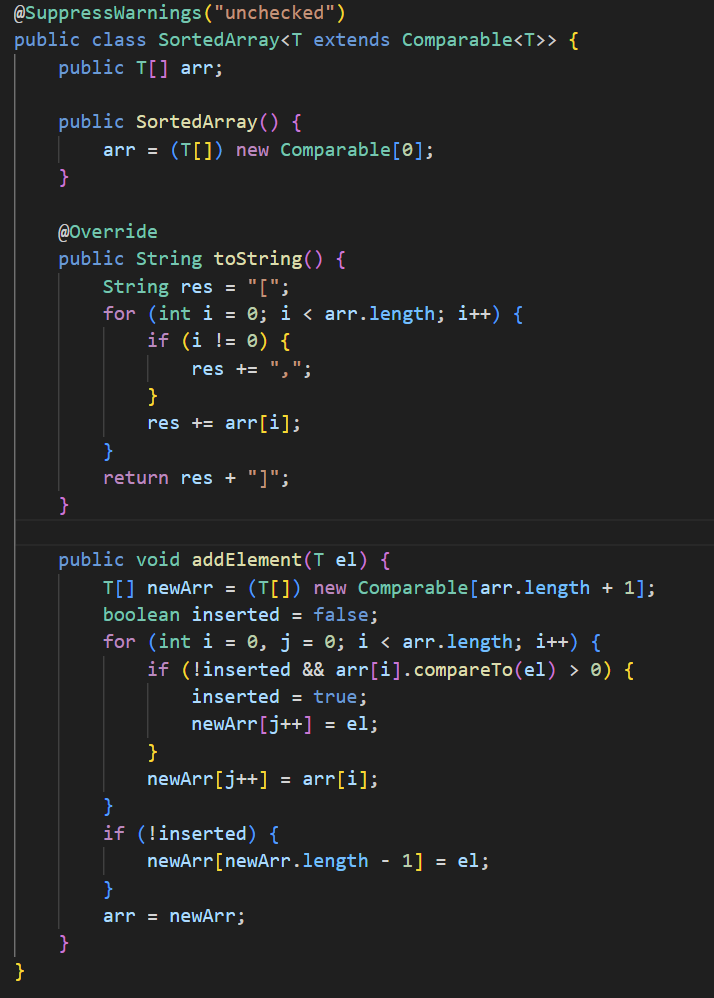 @SuppressWarnings("unchecked")
public class SortedArray<T extends Comparable<T>> {
    public T[] arr;

    public SortedArray() {
        arr = (T[]) new Comparable[0];
    }

    @Override
    public String toString() {
        String res = "[";
        for (int i = 0; i < arr.length; i++) {
            if (i != 0) {
                res += ",";
            }
            res += arr[i];
        }
        return res + "]";
    }

    public void addElement(T el) {
        T[] newArr = (T[]) new Comparable[arr.length + 1];
        boolean inserted = false;
        for (int i = 0, j = 0; i < arr.length; i++) {
            if (!inserted && arr[i].compareTo(el) > 0) {
                inserted = true;
                newArr[j++] = el;
            }
            newArr[j++] = arr[i];
        }
        if (!inserted) {
            newArr[newArr.length - 1] = el;
        }
        arr = newArr;
    }
}